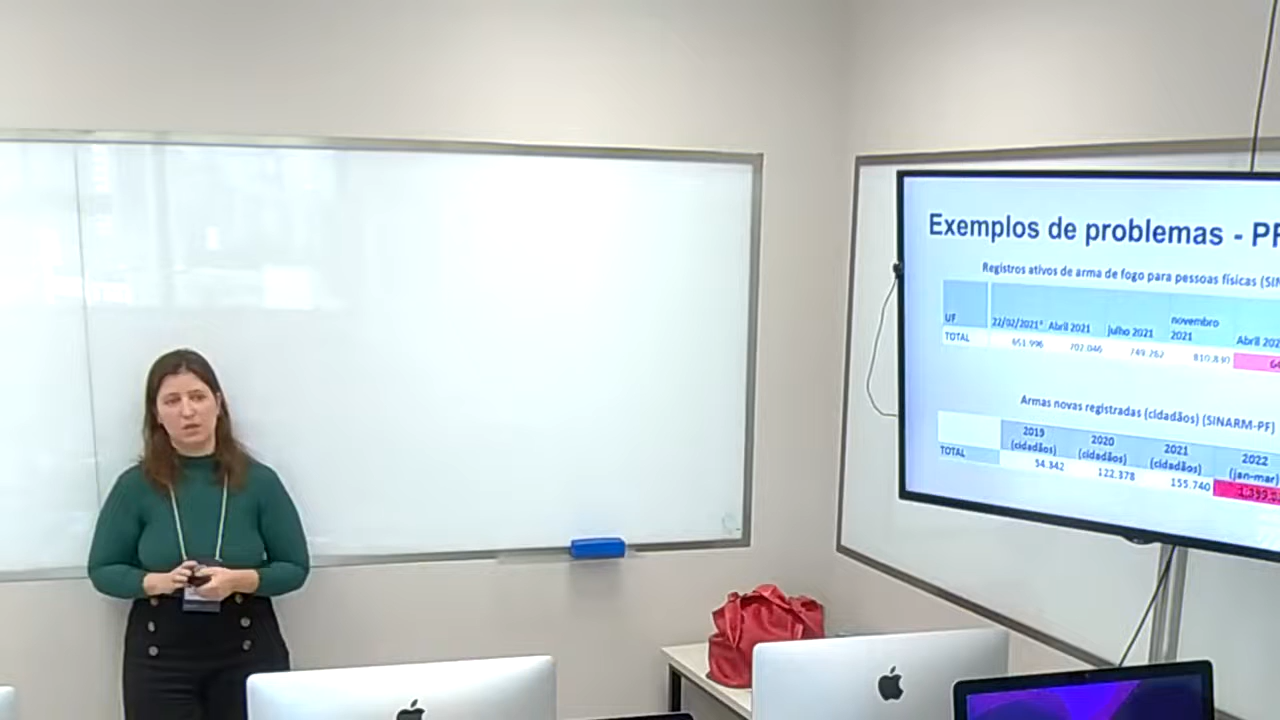 Exemplos de problemas - PF
Registros ativos de arma de fogo para pessoas físicas (SIN
UF 22/02/2021* Abril 2021 julho 2021 novembro 2021 Abril 202
TOTAL 651.996 702.046 749.262 810.830
Armas novas registradas (cidadãos) (SINARM-PF)
2019 (cidadãos) 2020 (cidadãos) 2021 (cidadãos) 2022 (jan-mar)
TOTAL 54.342 122.378 155.740